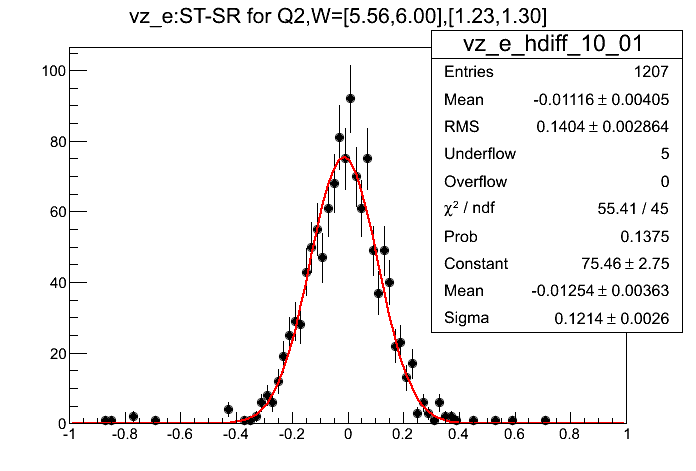 vz_e:ST-SR for Q2,W=[5.56,6.00],[1.23,1.30]
vz_e_hdiff_10_01
Entries 1207
Mean -0.01116 ± 0.00405
RMS 0.1404 ± 0.002864
Underflow 5
Overflow 0
χ² / ndf 55.41 / 45
Prob 0.1375
Constant 75.46 ± 2.75
Mean -0.01254 ± 0.00363
Sigma 0.1214 ± 0.0026
100
80
60
40
20
0
-1 -0.8 -0.6 -0.4 -0.2 0 0.2 0.4 0.6 0.8 1